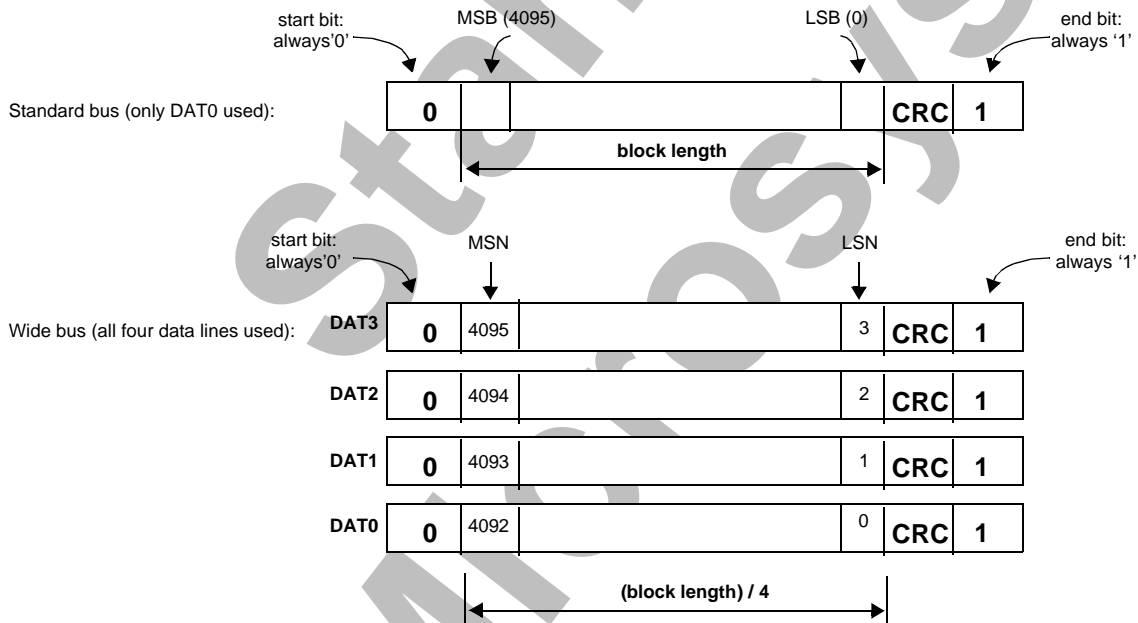 start bit:
always'0'
MSB (4095)
LSB (0)
end bit:
always ‘1’
Standard bus (only DAT0 used):
0
CRC
1
block length
start bit:
always'0'
MSN
LSN
end bit:
always ‘1’
Wide bus (all four data lines used):
DAT3 0 4095 3 CRC 1
DAT2 0 4094 2 CRC 1
DAT1 0 4093 1 CRC 1
DAT0 0 4092 0 CRC 1
(block length) / 4